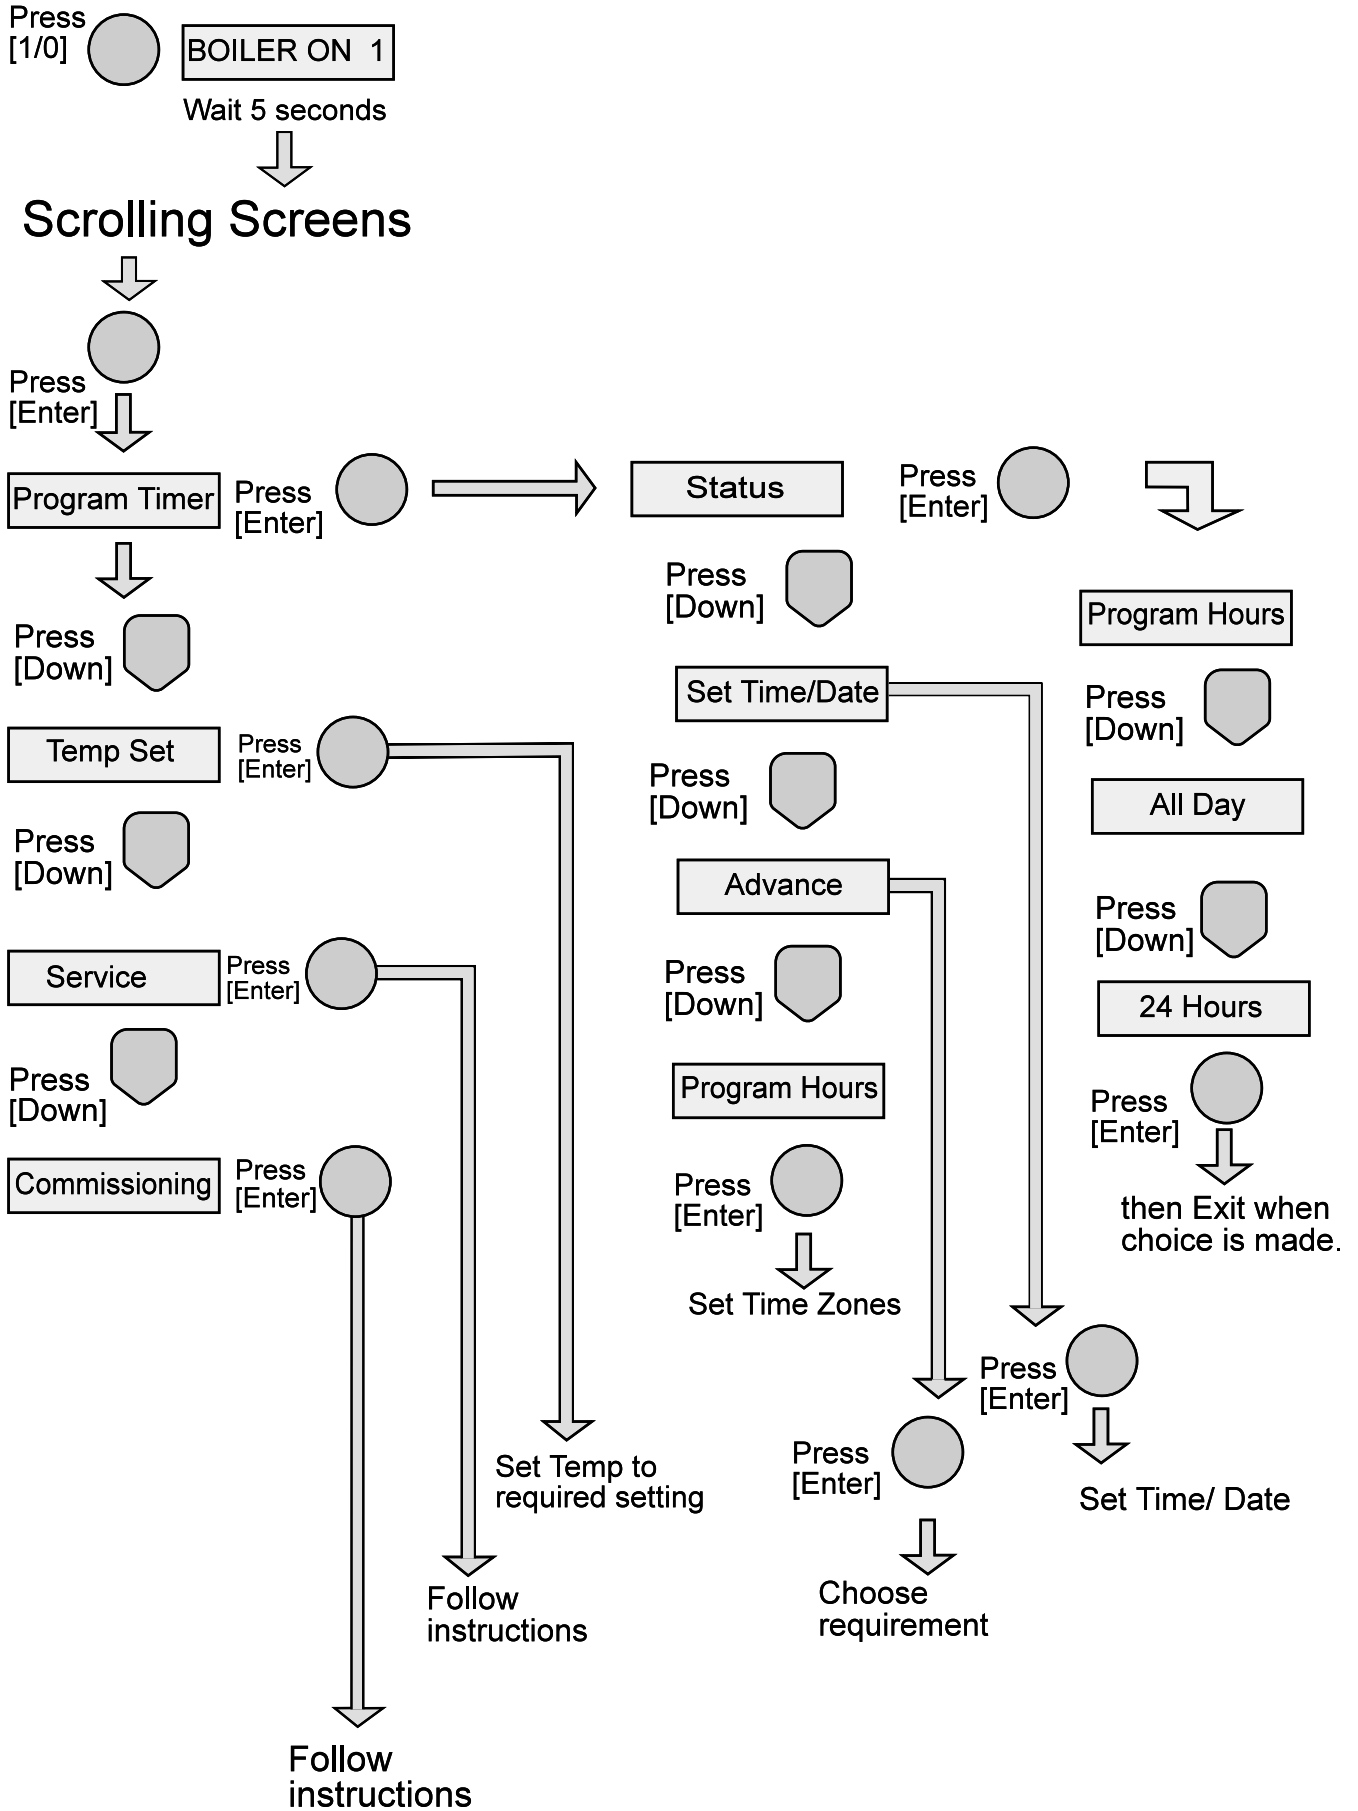 Press
[1/0]
BOILER ON 1
Wait 5 seconds
Scrolling Screens
Press
[Enter]
Program Timer
Press
[Enter]
Press
[Down]
Temp Set
Press
[Enter]
Press
[Down]
Service
Press
[Enter]
Press
[Down]
Commissioning
Press
[Enter]
Follow
instructions
Follow
instructions
Set Temp to
required setting
Status
Press
[Enter]
Press
[Down]
Set Time/Date
Press
[Down]
Advance
Press
[Down]
Program Hours
Press
[Enter]
Set Time Zones
Press
[Enter]
Choose
requirement
Press
[Enter]
Set Time/ Date
Program Hours
Press
[Down]
All Day
Press
[Down]
24 Hours
Press
[Enter]
then Exit when
choice is made.